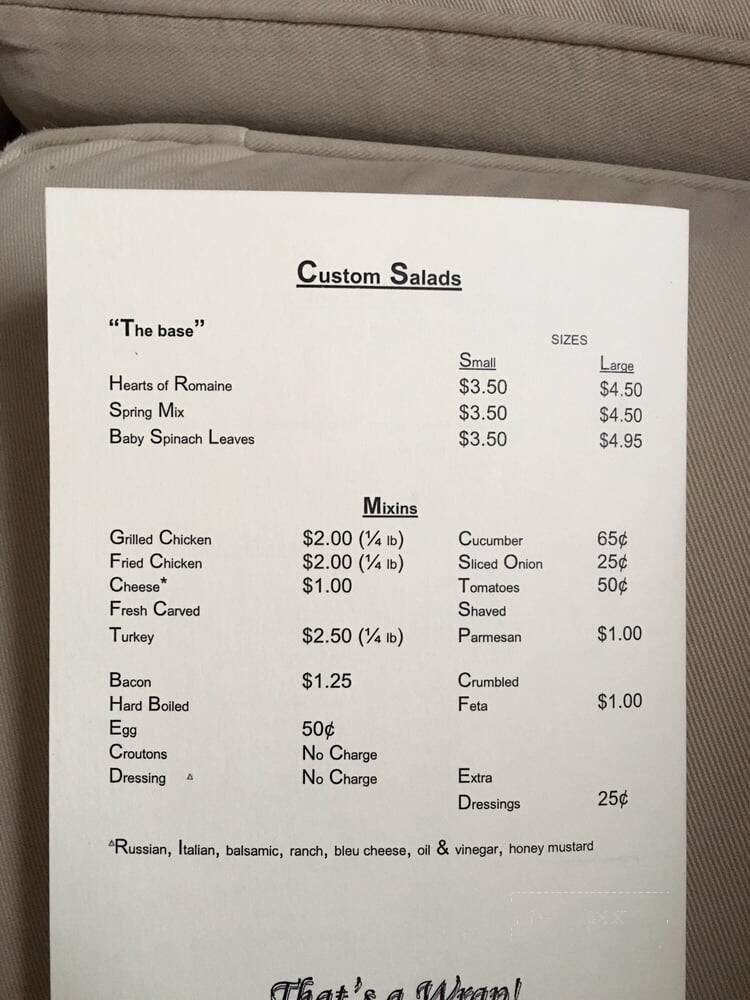 Custom Salads
"The base"
SIZES
Small Large
Hearts of Romaine $3.50 $4.50
Spring Mix $3.50 $4.50
Baby Spinach Leaves $3.50 $4.95
Mixins
Grilled Chicken $2.00 (¼ lb) Cucumber 65¢
Fried Chicken $2.00 (¼ lb) Sliced Onion 25¢
Cheese* $1.00 Tomatoes 50¢
Fresh Carved Shaved
Turkey $2.50 (¼ lb) Parmesan $1.00
Bacon $1.25 Crumbled
Hard Boiled Feta $1.00
Egg 50¢
Croutons No Charge
Dressing △ No Charge Extra
Dressings 25¢
△Russian, Italian, balsamic, ranch, bleu cheese, oil & vinegar, honey mustard
That's a Wrap!